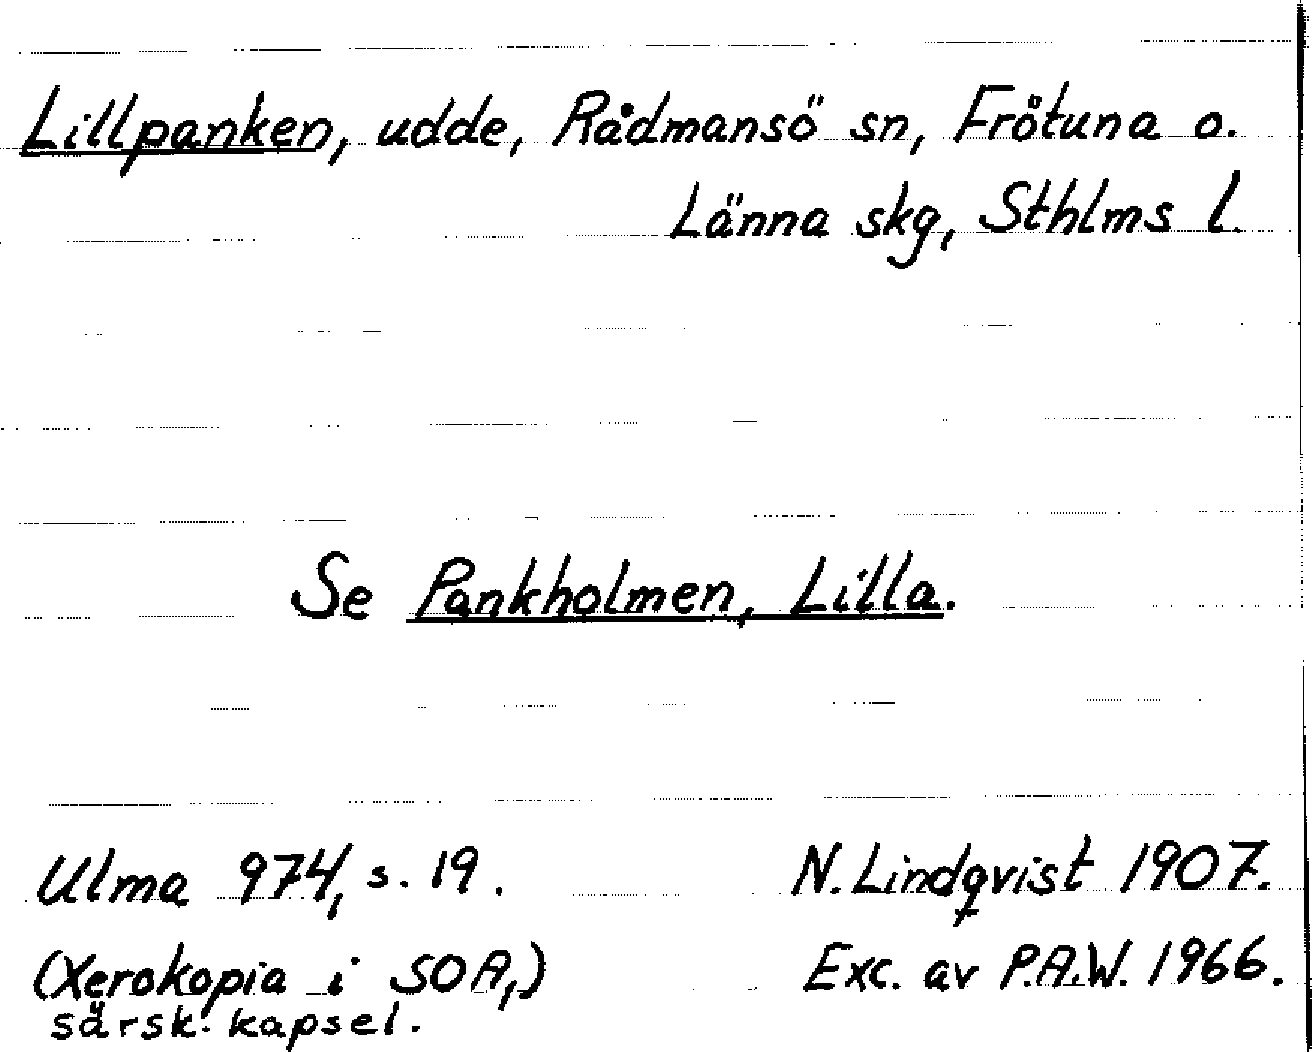 Lillpanken, udde, Rådmansö sn, Frötuna o.
Länna skg, Sthlms l.
Se Pankholmen, Lilla.
Ulma 974, s. 19.
N. Lindqvist 1907.
(Xerokopia i SOA,)
särsk. kapsel.
Exc. av P.A.W. 1966.